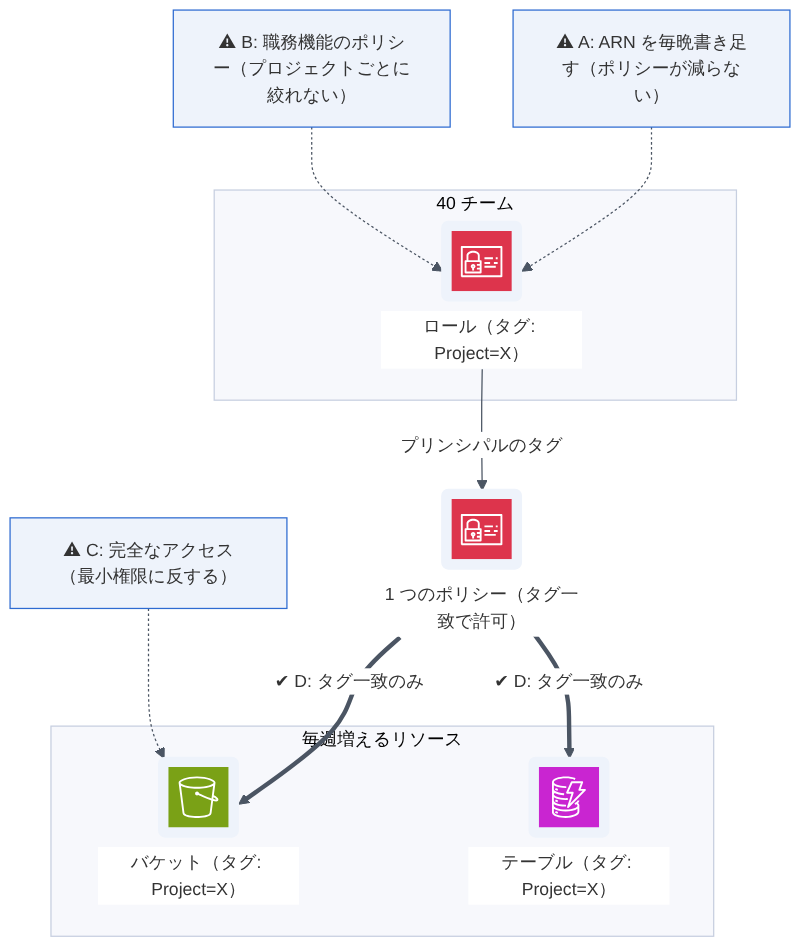 ⚠ B: 職務機能のポリシ
ー（プロジェクトごとに
絞れない）
⚠ A: ARN を毎晩書き足
す（ポリシーが減らな
い）
40 チーム
ロール（タグ:
Project=X）
プリンシパルのタグ
⚠ C: 完全なアクセス
（最小権限に反する）
1 つのポリシー（タグ一
致で許可）
✔ D: タグ一致のみ
✔ D: タグ一致のみ
毎週増えるリソース
バケット（タグ:
Project=X）
テーブル（タグ:
Project=X）